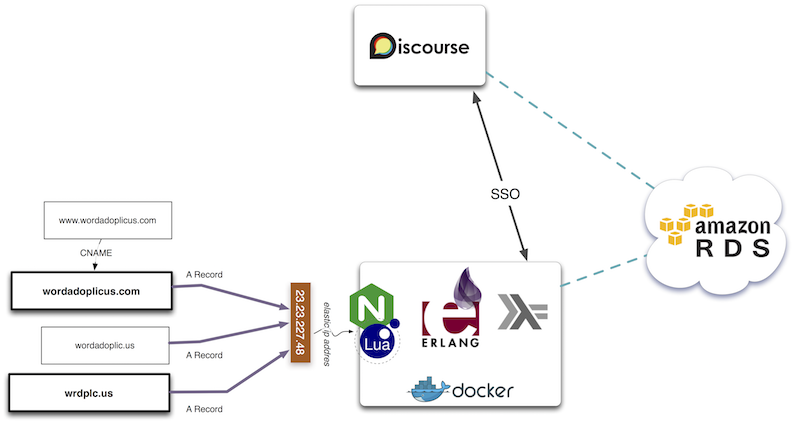 Discourse
SSO
amazon
RDS
www.wordadoplicus.com
CNAME
wordadoplicus.com
A Record
wordadoplic.us
A Record
wrdplc.us
A Record
23.23.227.48
elastic ip addres
N
Lua
e
ERLANG
docker